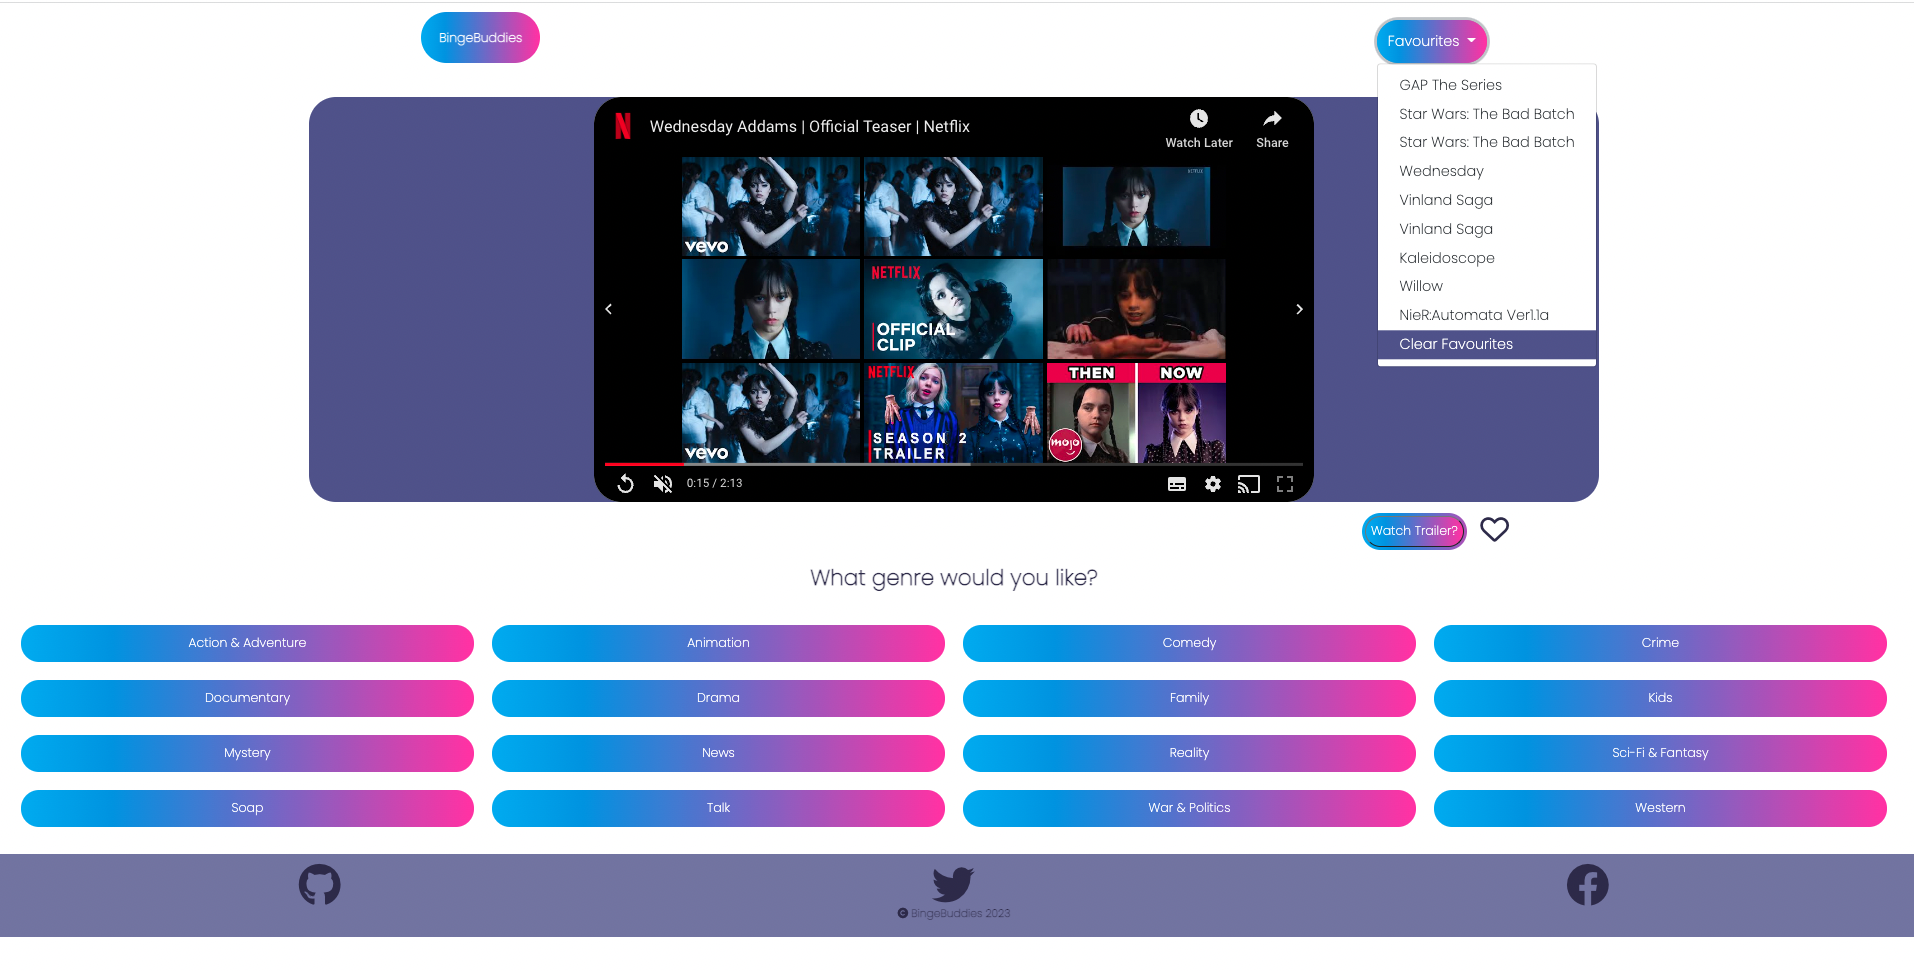 BingeBuddies
Favourites
GAP The Series
Star Wars: The Bad Batch
Star Wars: The Bad Batch
Wednesday
Vinland Saga
Vinland Saga
Kaleidoscope
Willow
NieR:Automata Ver1.1a
Clear Favourites
N
Wednesday Addams | Official Teaser | Netflix
Watch Later
Share
vevo
NETFLIX
NETFLIX
OFFICIAL
CLIP
vevo
NETFLIX
SEASON 2
TRAILER
THEN
NOW
mojo
0:15 / 2:13
Watch Trailer?
What genre would you like?
Action & Adventure
Animation
Comedy
Crime
Documentary
Drama
Family
Kids
Mystery
News
Reality
Sci-Fi & Fantasy
Soap
Talk
War & Politics
Western
© BingeBuddies 2023